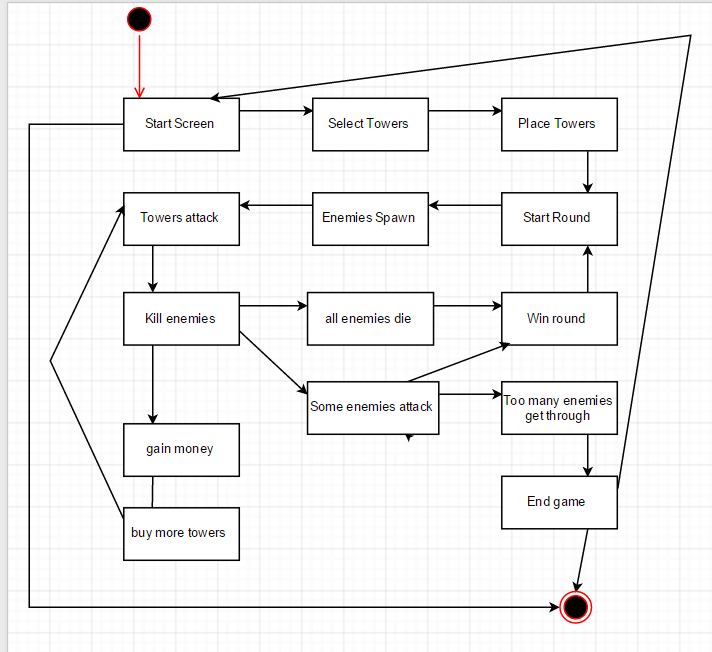 Start Screen
Select Towers
Place Towers
Towers attack
Enemies Spawn
Start Round
Kill enemies
all enemies die
Win round
Some enemies attack
Too many enemies
get through
gain money
End game
buy more towers